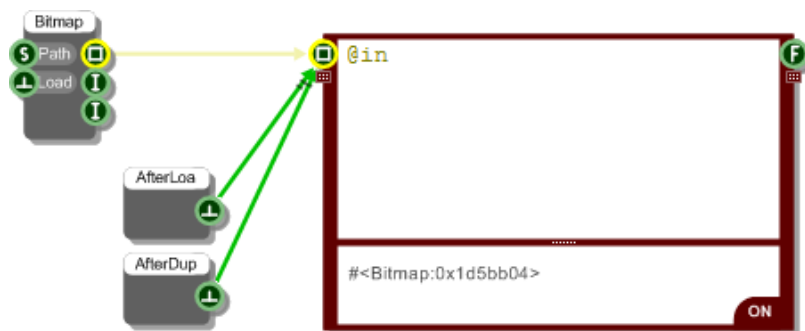 Bitmap
S Path
Load
I
I
@in
F
AfterLoa
AfterDup
#<Bitmap:0x1d5bb04>
ON